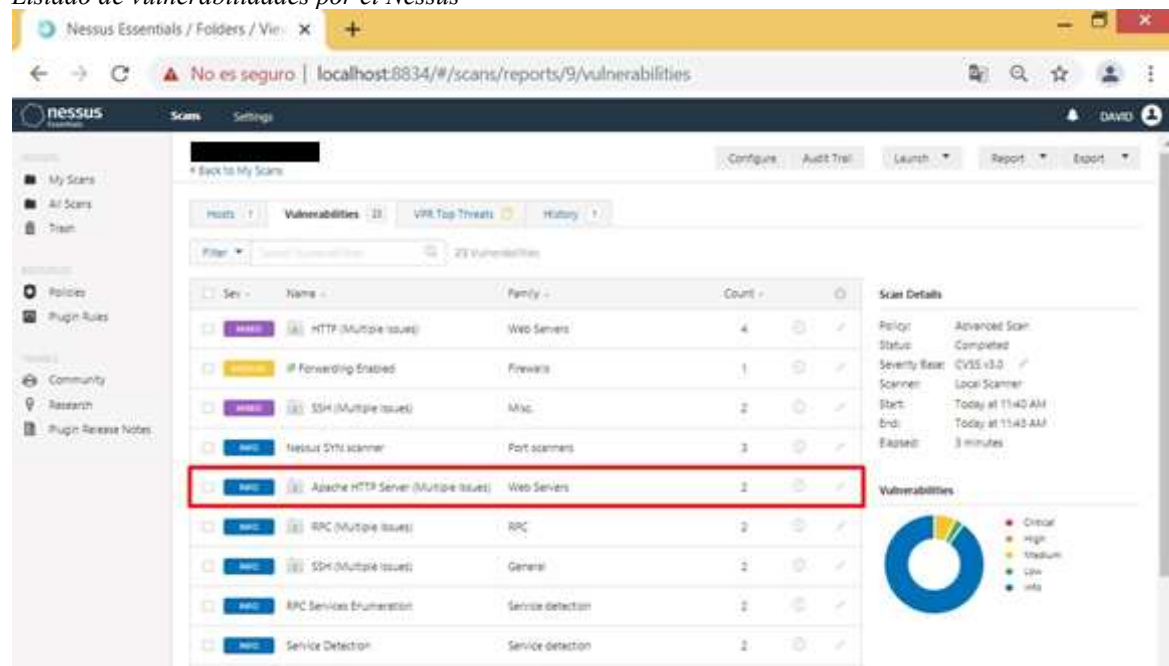 Listado de vulnerabilidades por el Nessus
Nessus Essentials / Folders / Vie
No es seguro | localhost:8834/#/scans/reports/9/vulnerabilities
nessus
Essentials
Scans
Settings
DAVID
Back to My Scans
Configure
Audit Trail
Launch
Report
Export
My Scans
All Scans
Trash
Policies
Plugin Rules
Community
Research
Plugin Release Notes
Hosts 1
Vulnerabilities 23
VPR Top Threats
History 1
Filter
23 Vulnerabilities
Sev
Name
Family
Count
MIXED HTTP (Multiple Issues) Web Servers 4
MEDIUM IP Forwarding Enabled Firewalls 1
MIXED SSH (Multiple Issues) Misc. 2
INFO Nessus SYN scanner Port scanners 3
INFO Apache HTTP Server (Multiple Issues) Web Servers 2
INFO RPC (Multiple Issues) RPC 2
INFO SSH (Multiple Issues) General 2
INFO RPC Services Enumeration Service detection 2
INFO Service Detection Service detection 2
Scan Details
Policy: Advanced Scan
Status: Completed
Severity Base: CVSS v3.0
Scanner: Local Scanner
Start: Today at 11:40 AM
End: Today at 11:43 AM
Elapsed: 3 minutes
Vulnerabilities
Critical
High
Medium
Low
Info